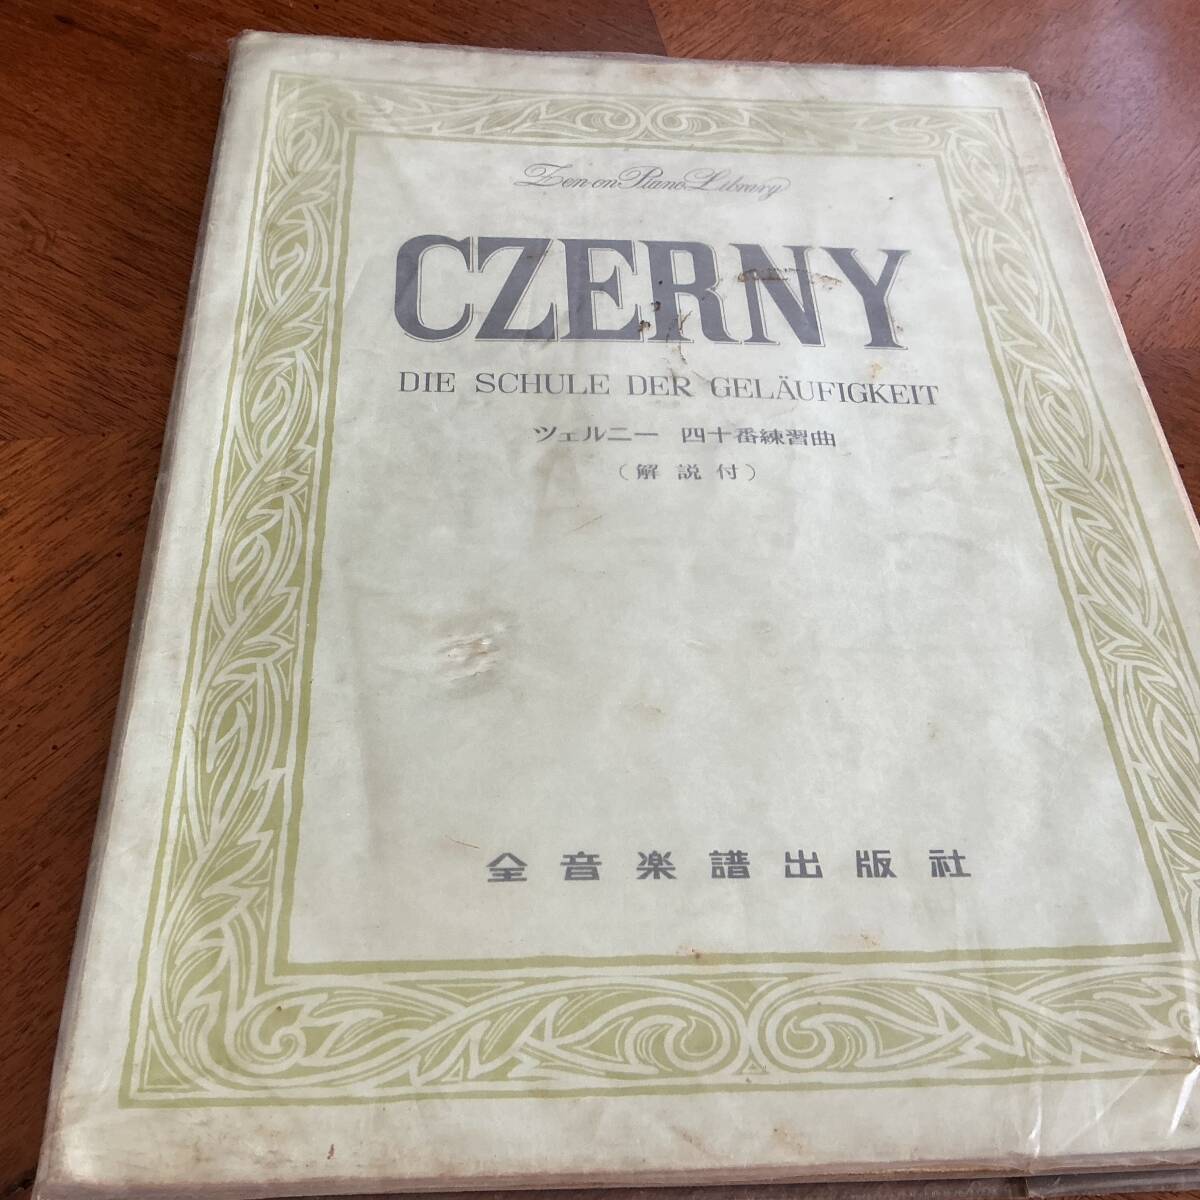 Zen-on Piano Library
CZERNY
DIE SCHULE DER GELÄUFIGKEIT
ツェルニー 四十番練習曲
(解説付)
全音楽譜出版社